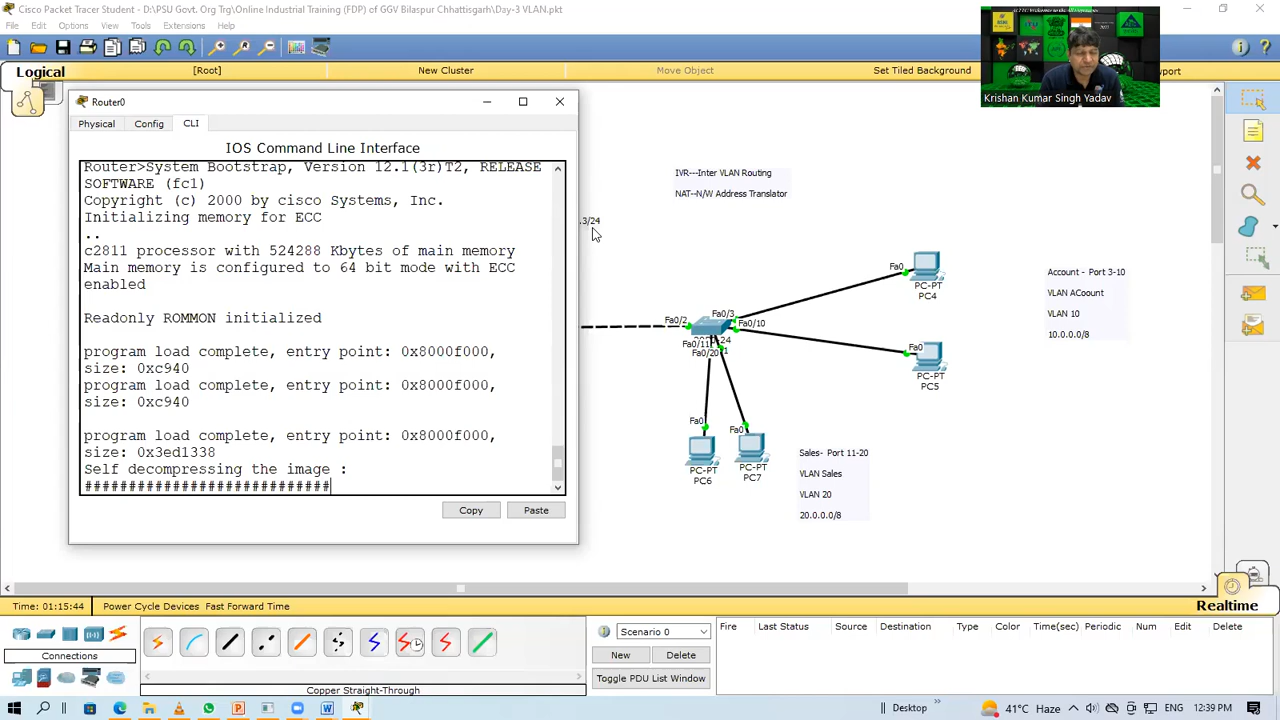 Cisco Packet Tracer Student - D:\PSU Govt. Org Trg\Online Industrial Training (FDP) of GGV Bilaspur Chhattisgarh\Day-3 VLAN.pkt
File Edit Options View Tools Extensions Help
Logical
[Root]
New Cluster
Move Object
Set Tiled Background
Krishan Kumar Singh Yadav
Router0
Physical
Config
CLI
IOS Command Line Interface
Router>System Bootstrap, Version 12.1(3r)T2, RELEASE
SOFTWARE (fc1)
Copyright (c) 2000 by cisco Systems, Inc.
Initializing memory for ECC
..
c2811 processor with 524288 Kbytes of main memory
Main memory is configured to 64 bit mode with ECC
enabled
Readonly ROMMON initialized
program load complete, entry point: 0x8000f000,
size: 0xc940
program load complete, entry point: 0x8000f000,
size: 0xc940
program load complete, entry point: 0x8000f000,
size: 0x3ed1338
Self decompressing the image :
############################
Copy
Paste
IVR---Inter VLAN Routing
NAT--N/W Address Translator
.3/24
Fa0/2
Fa0/3
Fa0/10
Fa0/11
Fa0/20
Fa0
PC-PT
PC4
Fa0
PC-PT
PC5
Fa0
PC-PT
PC6
Fa0
PC-PT
PC7
Account - Port 3-10
VLAN ACoount
VLAN 10
10.0.0.0/8
Sales- Port 11-20
VLAN Sales
VLAN 20
20.0.0.0/8
Time: 01:15:44
Power Cycle Devices Fast Forward Time
Realtime
Connections
Copper Straight-Through
Scenario 0
New
Delete
Toggle PDU List Window
Fire Last Status Source Destination Type Color Time(sec) Periodic Num Edit Delete
Desktop
41°C Haze
ENG
12:39 PM